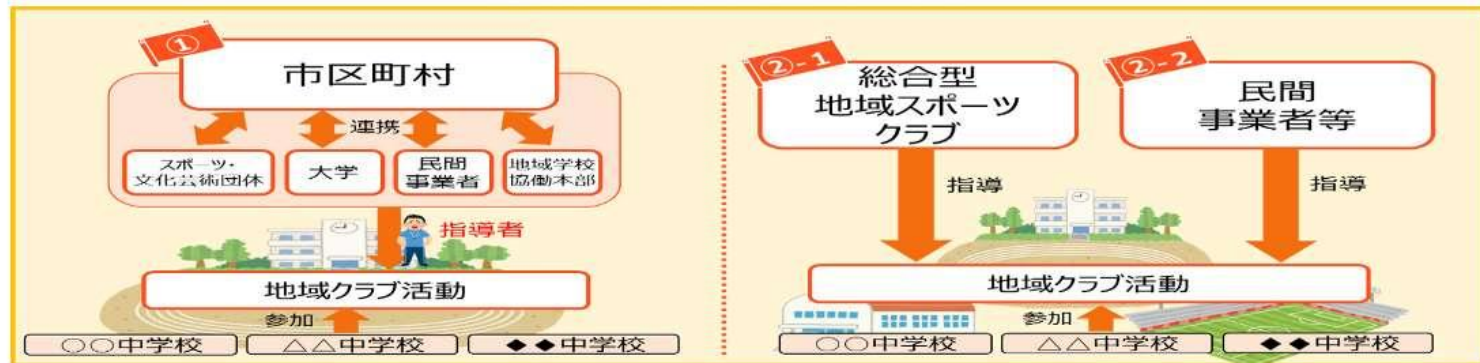 ①
市区町村
連携
スポーツ・
文化芸術団体
大学
民間
事業者
地域学校
協働本部
指導者
地域クラブ活動
参加
○○中学校
△△中学校
◆◆中学校
②-1
総合型
地域スポーツ
クラブ
②-2
民間
事業者等
指導
指導
地域クラブ活動
参加
○○中学校
△△中学校
◆◆中学校